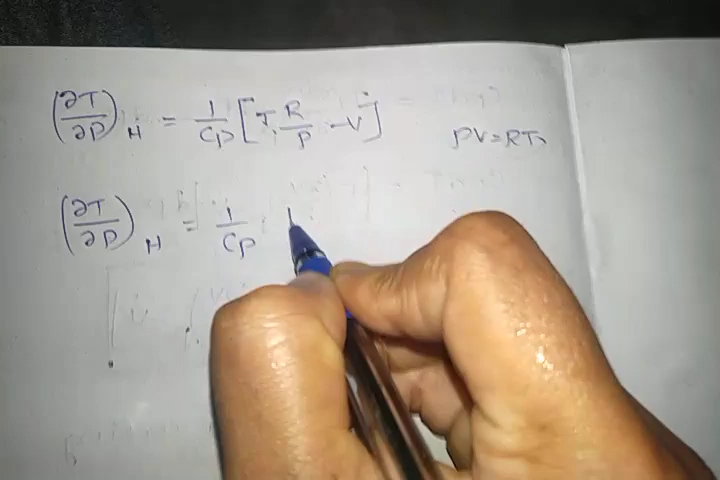 (∂T/∂P)_H = 1/Cp [T.R/P - V]
PV=RT,
(∂T/∂P)_H = 1/Cp